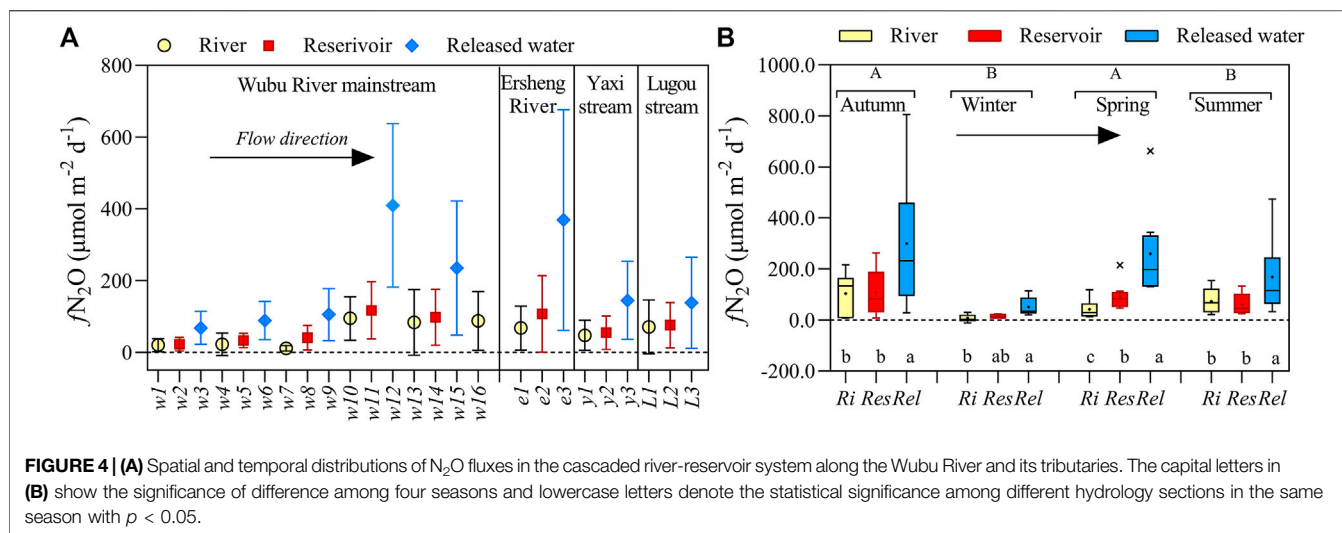 A
River Reserivoir Released water
800
600
400
200
0
fN₂O (µmol m⁻² d⁻¹)
Wubu River mainstream
Flow direction
Ersheng River
Yaxi stream
Lugou stream
w1 w2 w3 w4 w5 w6 w7 w8 w9 w10 w11 w12 w13 w14 w15 w16 e1 e2 e3 y1 y2 y3 L1 L2 L3
B
River Reservoir Released water
1000.0
800.0
600.0
400.0
200.0
0.0
-200.0
fN₂O (µmol m⁻² d⁻¹)
A B A B
Autumn Winter Spring Summer
b b a b ab a c b a b b a
Ri Res Rel Ri Res Rel Ri Res Rel Ri Res Rel
FIGURE 4 | (A) Spatial and temporal distributions of N₂O fluxes in the cascaded river-reservoir system along the Wubu River and its tributaries. The capital letters in
(B) show the significance of difference among four seasons and lowercase letters denote the statistical significance among different hydrology sections in the same
season with p < 0.05.